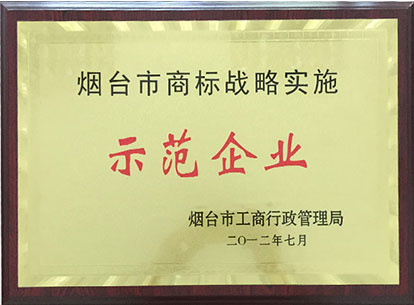 烟台市商标战略实施
示范企业
烟台市工商行政管理局
二〇一二年七月